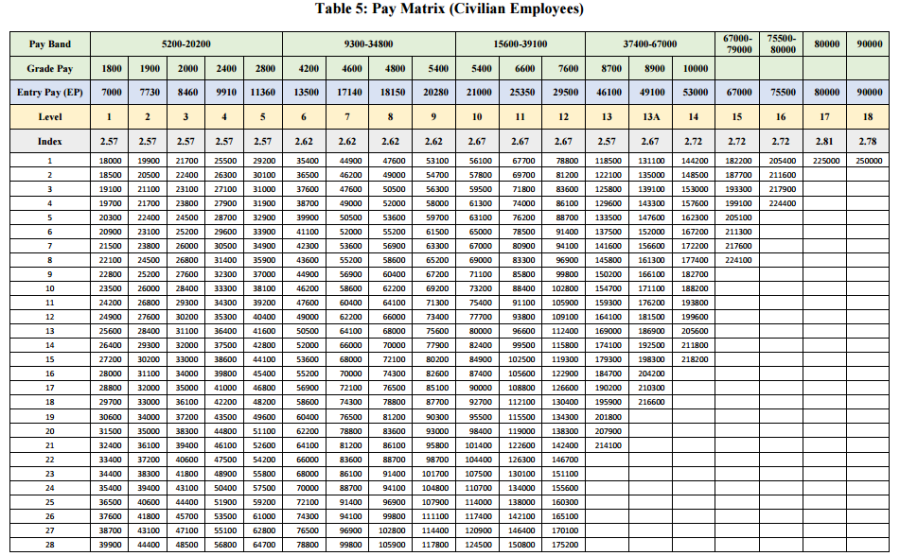 Table 5: Pay Matrix (Civilian Employees)
Pay Band 5200-20200 9300-34800 15600-39100 37400-67000 67000-79000 75500-80000 80000 90000
Grade Pay 1800 1900 2000 2400 2800 4200 4600 4800 5400 5400 6600 7600 8700 8900 10000
Entry Pay (EP) 7000 7730 8460 9910 11360 13500 17140 18150 20280 21000 25350 29500 46100 49100 53000 67000 75500 80000 90000
Level 1 2 3 4 5 6 7 8 9 10 11 12 13 13A 14 15 16 17 18
Index 2.57 2.57 2.57 2.57 2.57 2.62 2.62 2.62 2.62 2.67 2.67 2.67 2.57 2.67 2.72 2.72 2.72 2.81 2.78
1 18000 19900 21700 25500 29200 35400 44900 47600 53100 56100 67700 78800 118500 131100 144200 182200 205400 225000 250000
2 18500 20500 22400 26300 30100 36500 46200 49000 54700 57800 69700 81200 122100 135000 148500 187700 211600
3 19100 21100 23100 27100 31000 37600 47600 50500 56300 59500 71800 83600 125800 139100 153000 193300 217900
4 19700 21700 23800 27900 31900 38700 49000 52000 58000 61300 74000 86100 129600 143300 157600 199100 224400
5 20300 22400 24500 28700 32900 39900 50500 53600 59700 63100 76200 88700 133500 147600 162300 205100
6 20900 23100 25200 29600 33900 41100 52000 55200 61500 65000 78500 91400 137500 152000 167200 211300
7 21500 23800 26000 30500 34900 42300 53600 56900 63300 67000 80900 94100 141600 156600 172200 217600
8 22100 24500 26800 31400 35900 43600 55200 58600 65200 69000 83300 96900 145800 161300 177400 224100
9 22800 25200 27600 32300 37000 44900 56900 60400 67200 71100 85800 99800 150200 166100 182700
10 23500 26000 28400 33300 38100 46200 58600 62200 69200 73200 88400 102800 154700 171100 188200
11 24200 26800 29300 34300 39200 47600 60400 64100 71300 75400 91100 105900 159300 176200 193800
12 24900 27600 30200 35300 40400 49000 62200 66000 73400 77700 93800 109100 164100 181500 199600
13 25600 28400 31100 36400 41600 50500 64100 68000 75600 80000 96600 112400 169000 186900 205600
14 26400 29300 32000 37500 42800 52000 66000 70000 77900 82400 99500 115800 174100 192500 211800
15 27200 30200 33000 38600 44100 53600 68000 72100 80200 84900 102500 119300 179300 198300 218200
16 28000 31100 34000 39800 45400 55200 70000 74300 82600 87400 105600 122900 184700 204200
17 28800 32000 35000 41000 46800 56900 72100 76500 85100 90000 108800 126600 190200 210300
18 29700 33000 36100 42200 48200 58600 74300 78800 87700 92700 112100 130400 195900 216600
19 30600 34000 37200 43500 49600 60400 76500 81200 90300 95500 115500 134300 201800
20 31500 35000 38300 44800 51100 62200 78800 83600 93000 98400 119000 138300 207900
21 32400 36100 39400 46100 52600 64100 81200 86100 95800 101400 122600 142400 214100
22 33400 37200 40600 47500 54200 66000 83600 88700 98700 104400 126300 146700
23 34400 38300 41800 48900 55800 68000 86100 91400 101700 107500 130100 151100
24 35400 39400 43100 50400 57500 70000 88700 94100 104800 110700 134000 155600
25 36500 40600 44400 51900 59200 72100 91400 96900 107900 114000 138000 160300
26 37600 41800 45700 53500 61000 74300 94100 99800 111100 117400 142100 165100
27 38700 43100 47100 55100 62800 76500 96900 102800 114400 120900 146400 170100
28 39900 44400 48500 56800 64700 78800 99800 105900 117800 124500 150800 175200